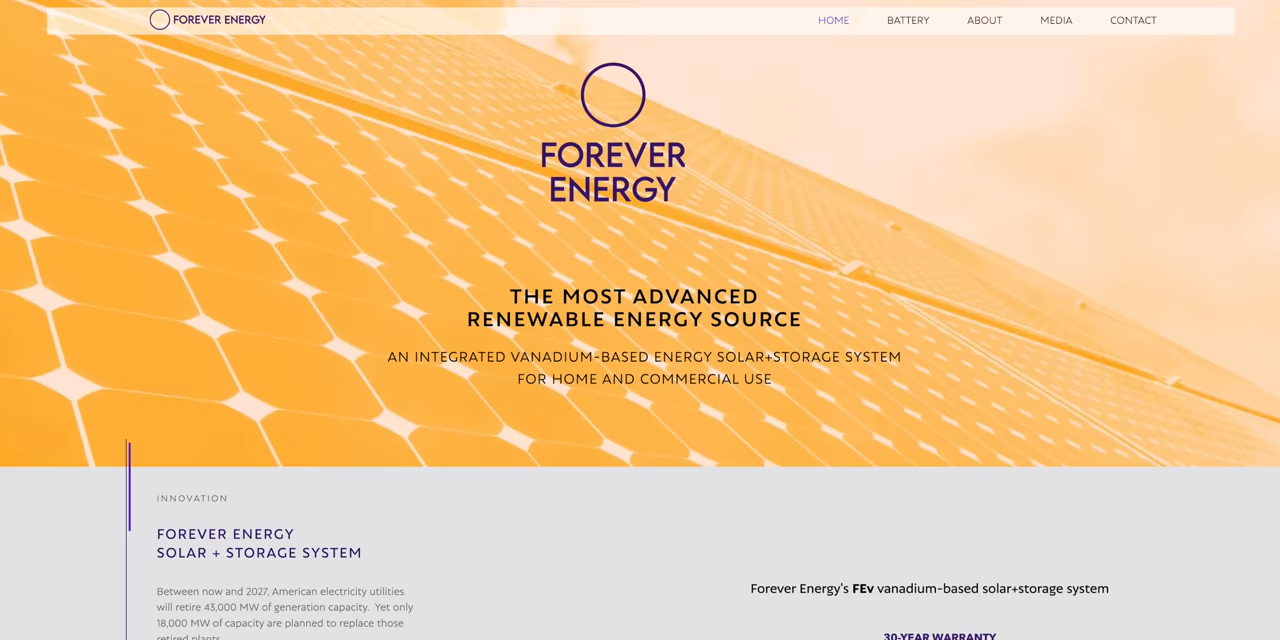 FOREVER ENERGY
HOME BATTERY ABOUT MEDIA CONTACT
FOREVER
ENERGY
THE MOST ADVANCED
RENEWABLE ENERGY SOURCE
AN INTEGRATED VANADIUM-BASED ENERGY SOLAR+STORAGE SYSTEM
FOR HOME AND COMMERCIAL USE
INNOVATION
FOREVER ENERGY
SOLAR + STORAGE SYSTEM
Between now and 2027, American electricity utilities
will retire 43,000 MW of generation capacity. Yet only
18,000 MW of capacity are planned to replace those
retired plants.
Forever Energy's FEv vanadium-based solar+storage system
30-YEAR WARRANTY